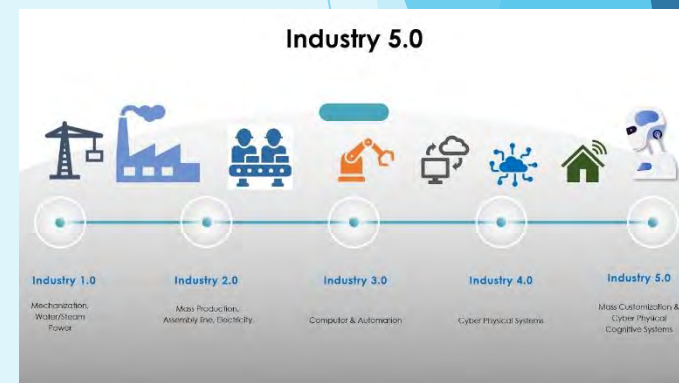 Industry 5.0
Industry 1.0
Mechanization,
Water/Steam
Power
Industry 2.0
Mass Production,
Assembly line, Electricity
Industry 3.0
Computer & Automation
Industry 4.0
Cyber Physical Systems
Industry 5.0
Mass Customization &
Cyber Physical
Cognitive Systems